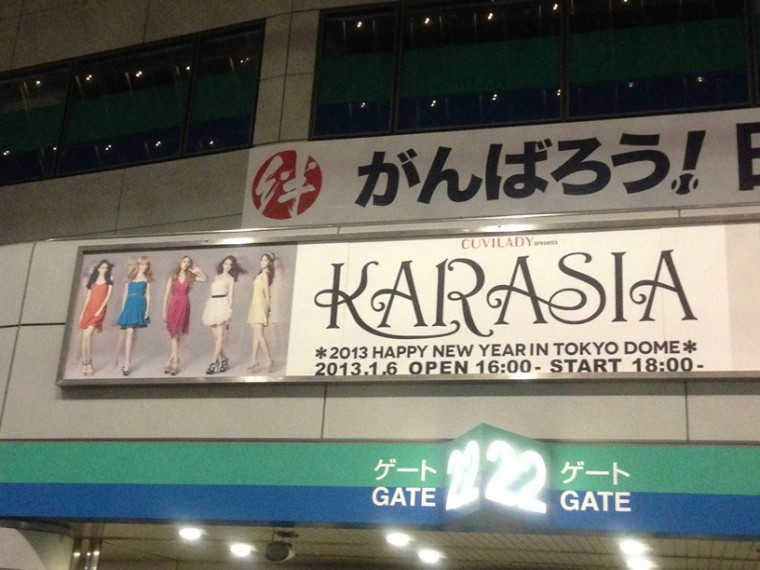 絆 がんばろう!
CUVILADY presents
KARASIA
*2013 HAPPY NEW YEAR IN TOKYO DOME*
2013.1.6 OPEN 16:00- START 18:00-
ゲート 22 22 ゲート
GATE GATE